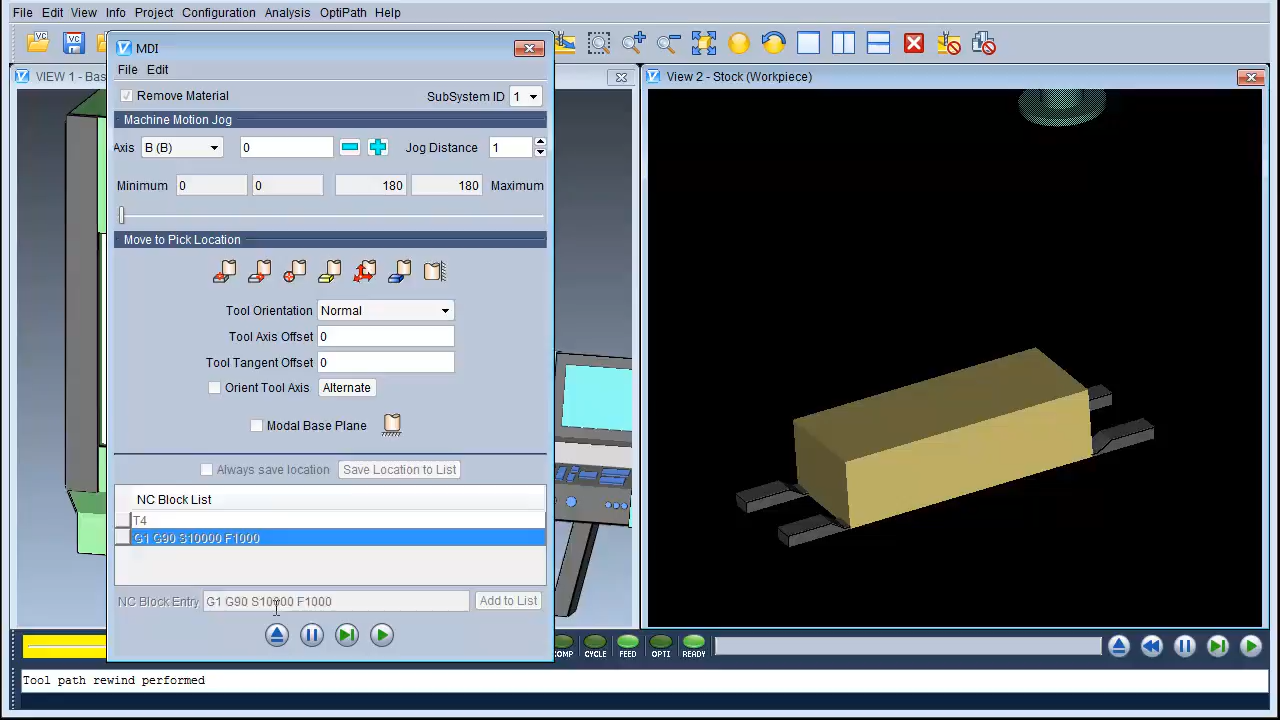 File Edit View Info Project Configuration Analysis OptiPath Help
VC VC
MDI
VIEW 1 - Bas
View 2 - Stock (Workpiece)
File Edit
Remove Material SubSystem ID 1
Machine Motion Jog
Axis B (B) 0 Jog Distance 1
Minimum 0 0 180 180 Maximum
Move to Pick Location
Tool Orientation Normal
Tool Axis Offset 0
Tool Tangent Offset 0
Orient Tool Axis Alternate
Modal Base Plane
Always save location Save Location to List
NC Block List
T4
G1 G90 S10000 F1000
NC Block Entry G1 G90 S10000 F1000 Add to List
OMP CYCLE FEED OPTI READY
Tool path rewind performed